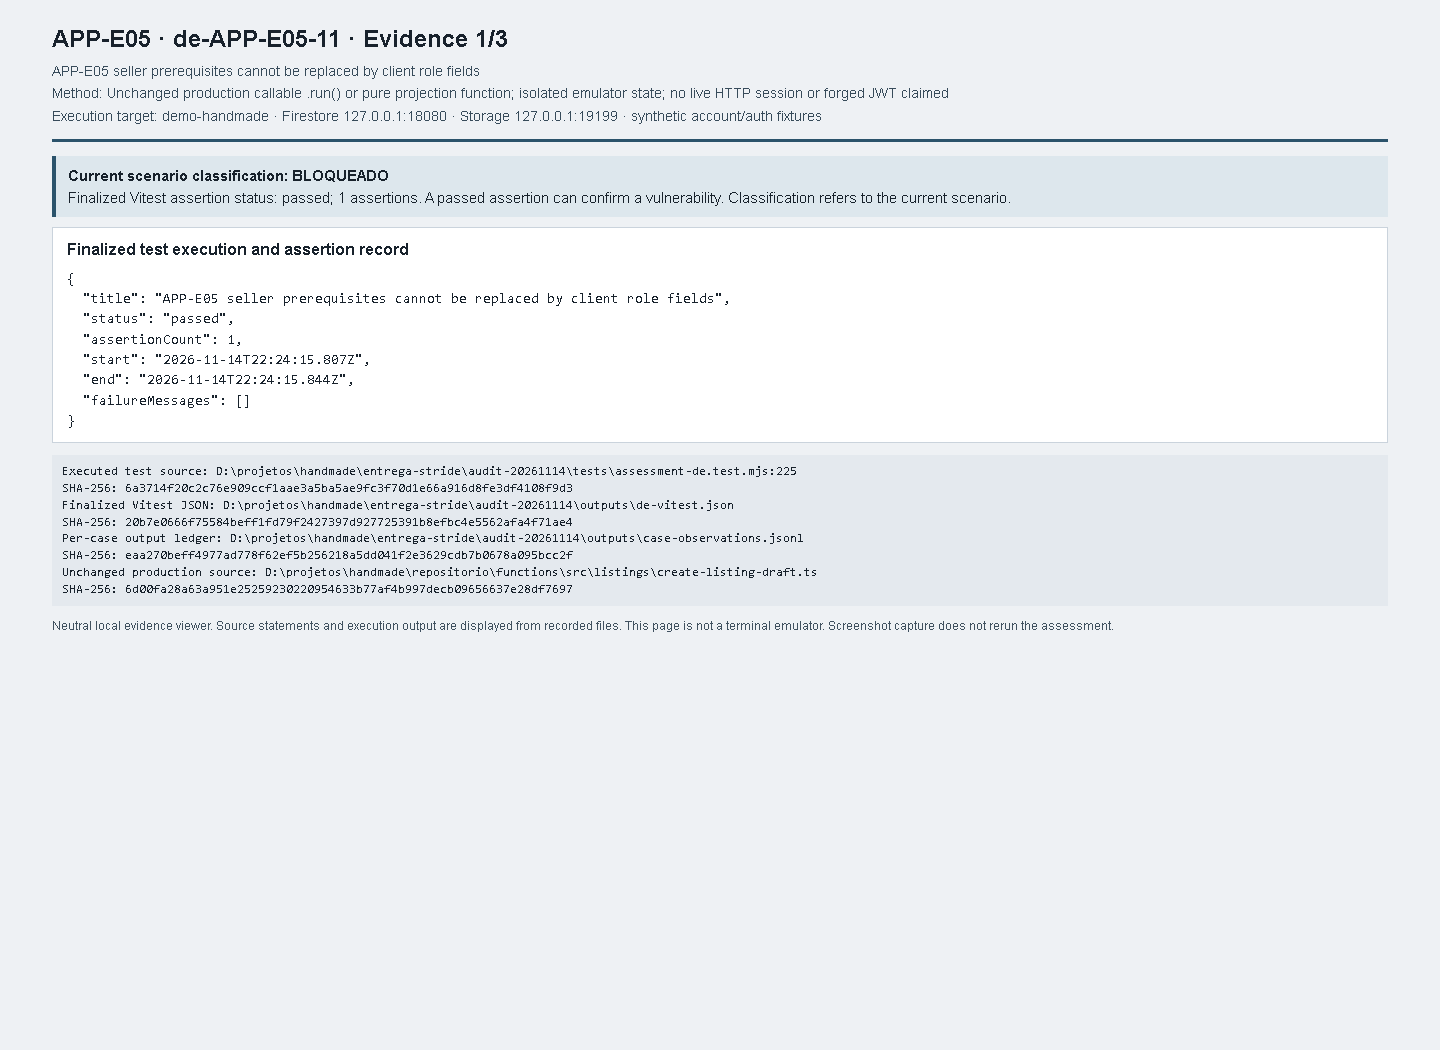 APP-E05 · de-APP-E05-11 · Evidence 1/3
APP-E05 seller prerequisites cannot be replaced by client role fields
Method: Unchanged production callable .run() or pure projection function; isolated emulator state; no live HTTP session or forged JWT claimed
Execution target: demo-handmade · Firestore 127.0.0.1:18080 · Storage 127.0.0.1:19199 · synthetic account/auth fixtures
Current scenario classification: BLOQUEADO
Finalized Vitest assertion status: passed; 1 assertions. A passed assertion can confirm a vulnerability. Classification refers to the current scenario.
Finalized test execution and assertion record
{
  "title": "APP-E05 seller prerequisites cannot be replaced by client role fields",
  "status": "passed",
  "assertionCount": 1,
  "start": "2026-11-14T22:24:15.807Z",
  "end": "2026-11-14T22:24:15.844Z",
  "failureMessages": []
}
Executed test source: D:\projetos\handmade\entrega-stride\audit-20261114\tests\assessment-de.test.mjs:225
SHA-256: 6a3714f20c2c76e909ccf1aae3a5ba5ae9fc3f70d1e66a916d8fe3df4108f9d3
Finalized Vitest JSON: D:\projetos\handmade\entrega-stride\audit-20261114\outputs\de-vitest.json
SHA-256: 20b7e0666f75584beff1fd79f2427397d927725391b8efbc4e5562afa4f71ae4
Per-case output ledger: D:\projetos\handmade\entrega-stride\audit-20261114\outputs\case-observations.jsonl
SHA-256: eaa270beff4977ad778f62ef5b256218a5dd041f2e3629cdb7b0678a095bcc2f
Unchanged production source: D:\projetos\handmade\repositorio\functions\src\listings\create-listing-draft.ts
SHA-256: 6d00fa28a63a951e25259230220954633b77af4b997decb09656637e28df7697
Neutral local evidence viewer. Source statements and execution output are displayed from recorded files. This page is not a terminal emulator. Screenshot capture does not rerun the assessment.